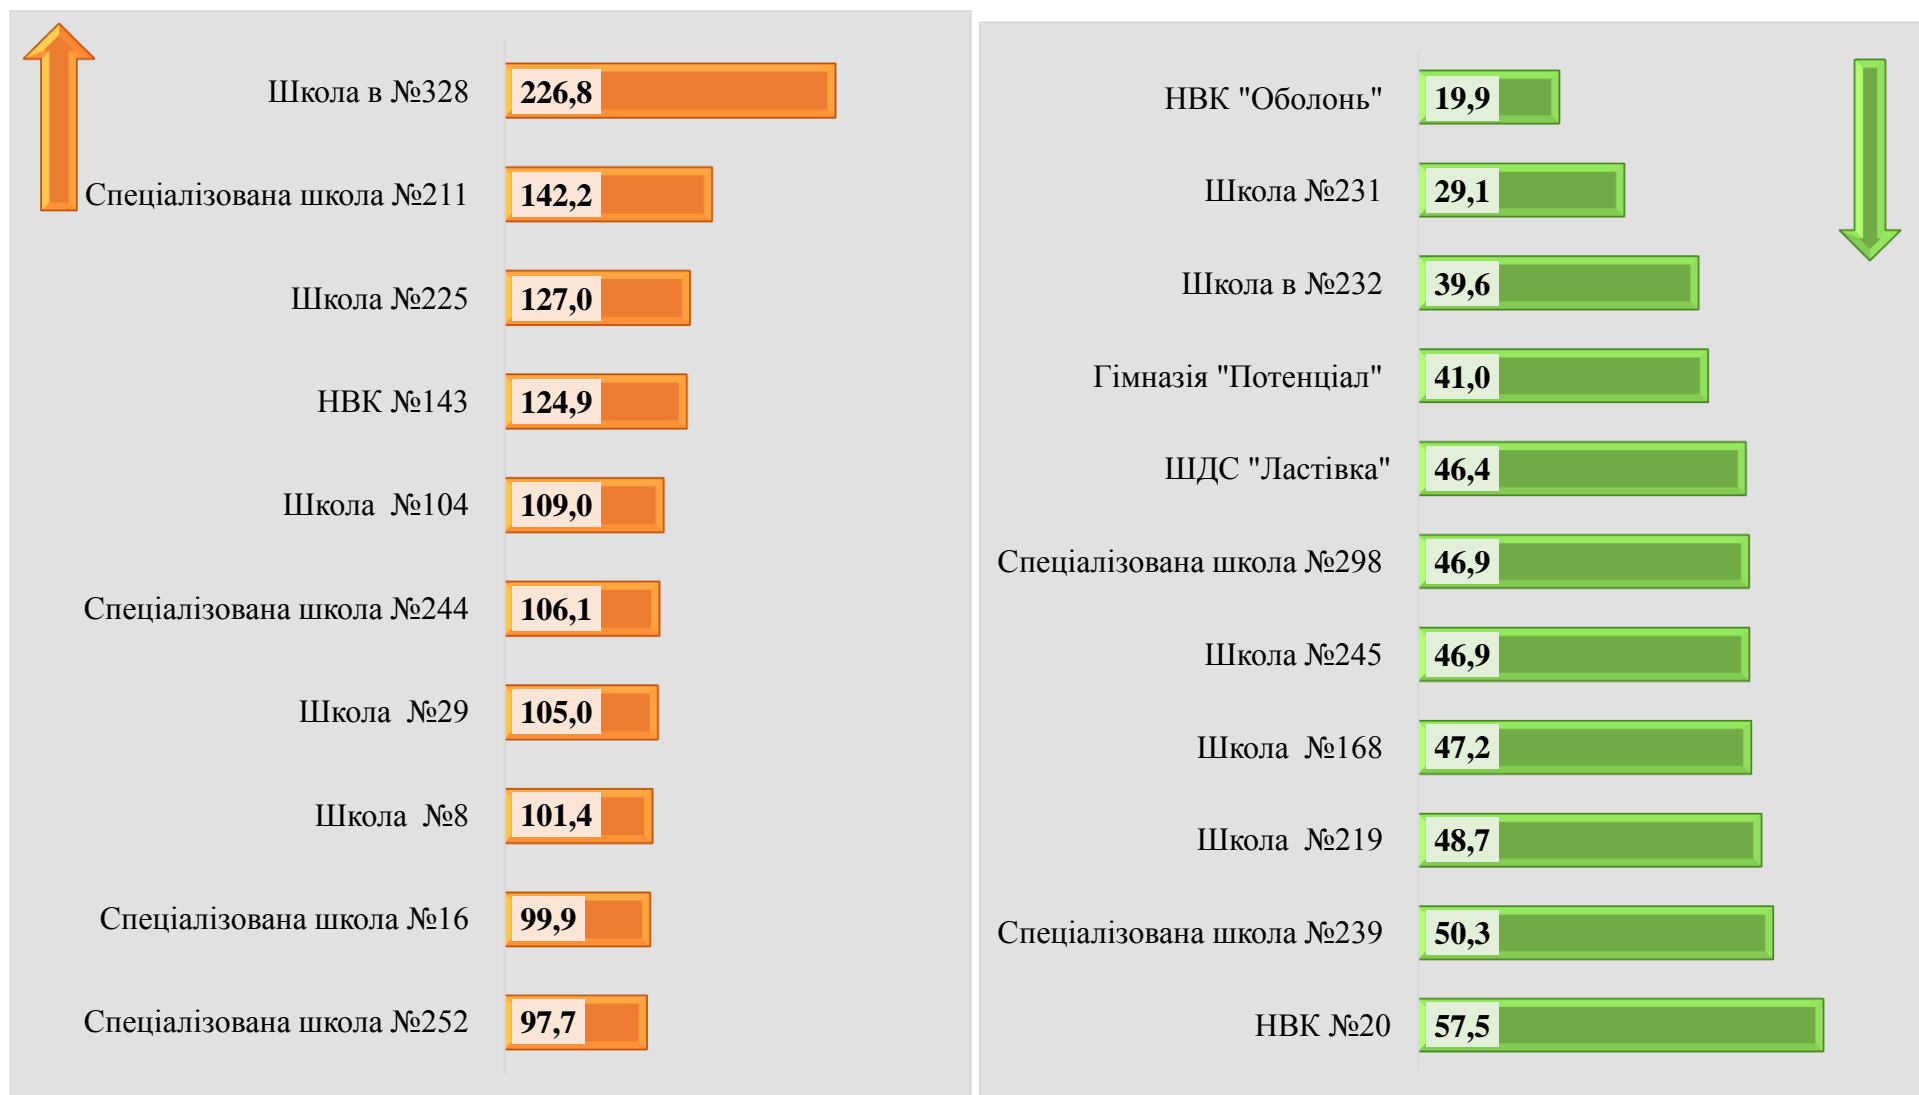 Школа в №328 226,8
Спеціалізована школа №211 142,2
Школа №225 127,0
НВК №143 124,9
Школа  №104 109,0
Спеціалізована школа №244 106,1
Школа  №29 105,0
Школа  №8 101,4
Спеціалізована школа №16 99,9
Спеціалізована школа №252 97,7
НВК "Оболонь" 19,9
Школа №231 29,1
Школа в №232 39,6
Гімназія "Потенціал" 41,0
ШДС "Ластівка" 46,4
Спеціалізована школа №298 46,9
Школа №245 46,9
Школа  №168 47,2
Школа  №219 48,7
Спеціалізована школа №239 50,3
НВК №20 57,5